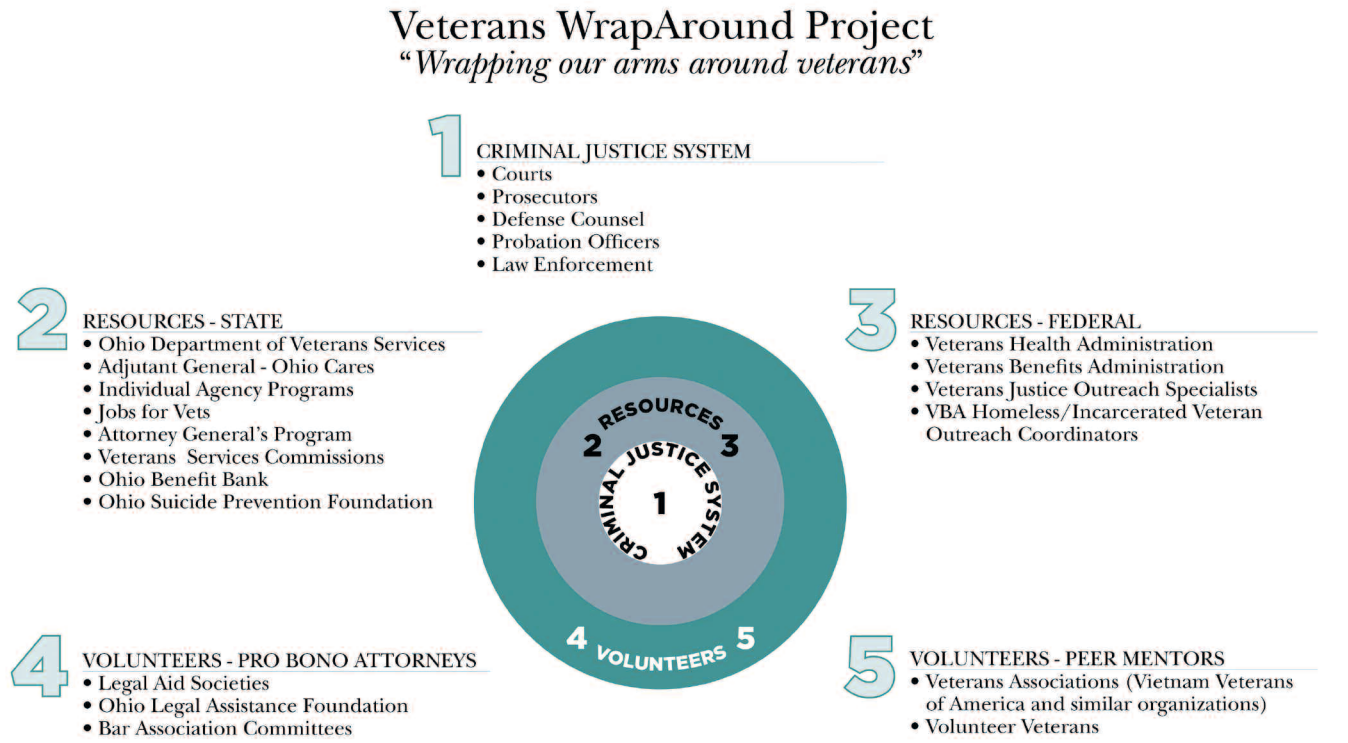 Veterans WrapAround Project
“Wrapping our arms around veterans”
1
CRIMINAL JUSTICE SYSTEM
• Courts
• Prosecutors
• Defense Counsel
• Probation Officers
• Law Enforcement
2
RESOURCES - STATE
• Ohio Department of Veterans Services
• Adjutant General - Ohio Cares
• Individual Agency Programs
• Jobs for Vets
• Attorney General’s Program
• Veterans  Services Commissions
• Ohio Benefit Bank
• Ohio Suicide Prevention Foundation
3
RESOURCES - FEDERAL
• Veterans Health Administration
• Veterans Benefits Administration
• Veterans Justice Outreach Specialists
• VBA Homeless/Incarcerated Veteran
Outreach Coordinators
RESOURCES
2 3
CRIMINAL JUSTICE SYSTEM
1
4 VOLUNTEERS 5
4
VOLUNTEERS - PRO BONO ATTORNEYS
• Legal Aid Societies
• Ohio Legal Assistance Foundation
• Bar Association Committees
5
VOLUNTEERS - PEER MENTORS
• Veterans Associations (Vietnam Veterans
of America and similar organizations)
• Volunteer Veterans